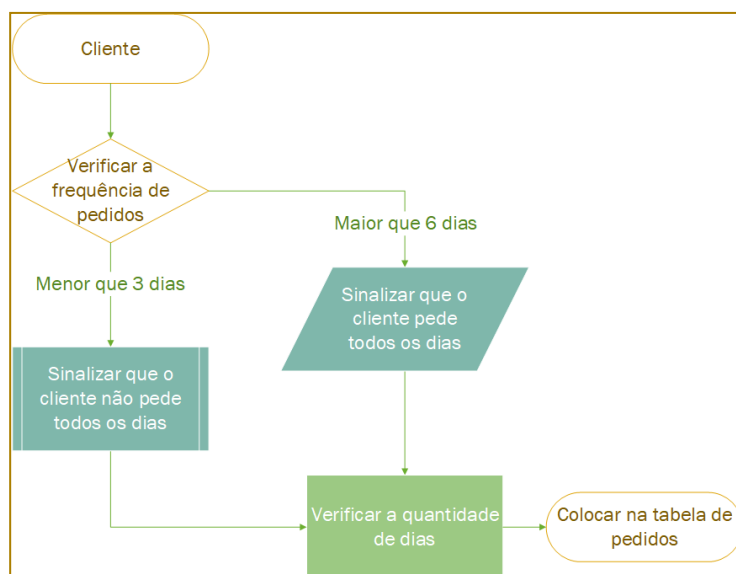 Cliente
Verificar a
frequência de
pedidos
Maior que 6 dias
Menor que 3 dias
Sinalizar que o
cliente pede
todos os dias
Sinalizar que o
cliente não pede
todos os dias
Verificar a quantidade
de dias
Colocar na tabela de
pedidos